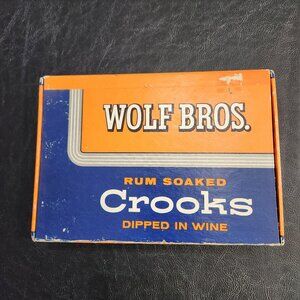 WOLF BROS.
RUM SOAKED
Crooks
DIPPED IN WINE